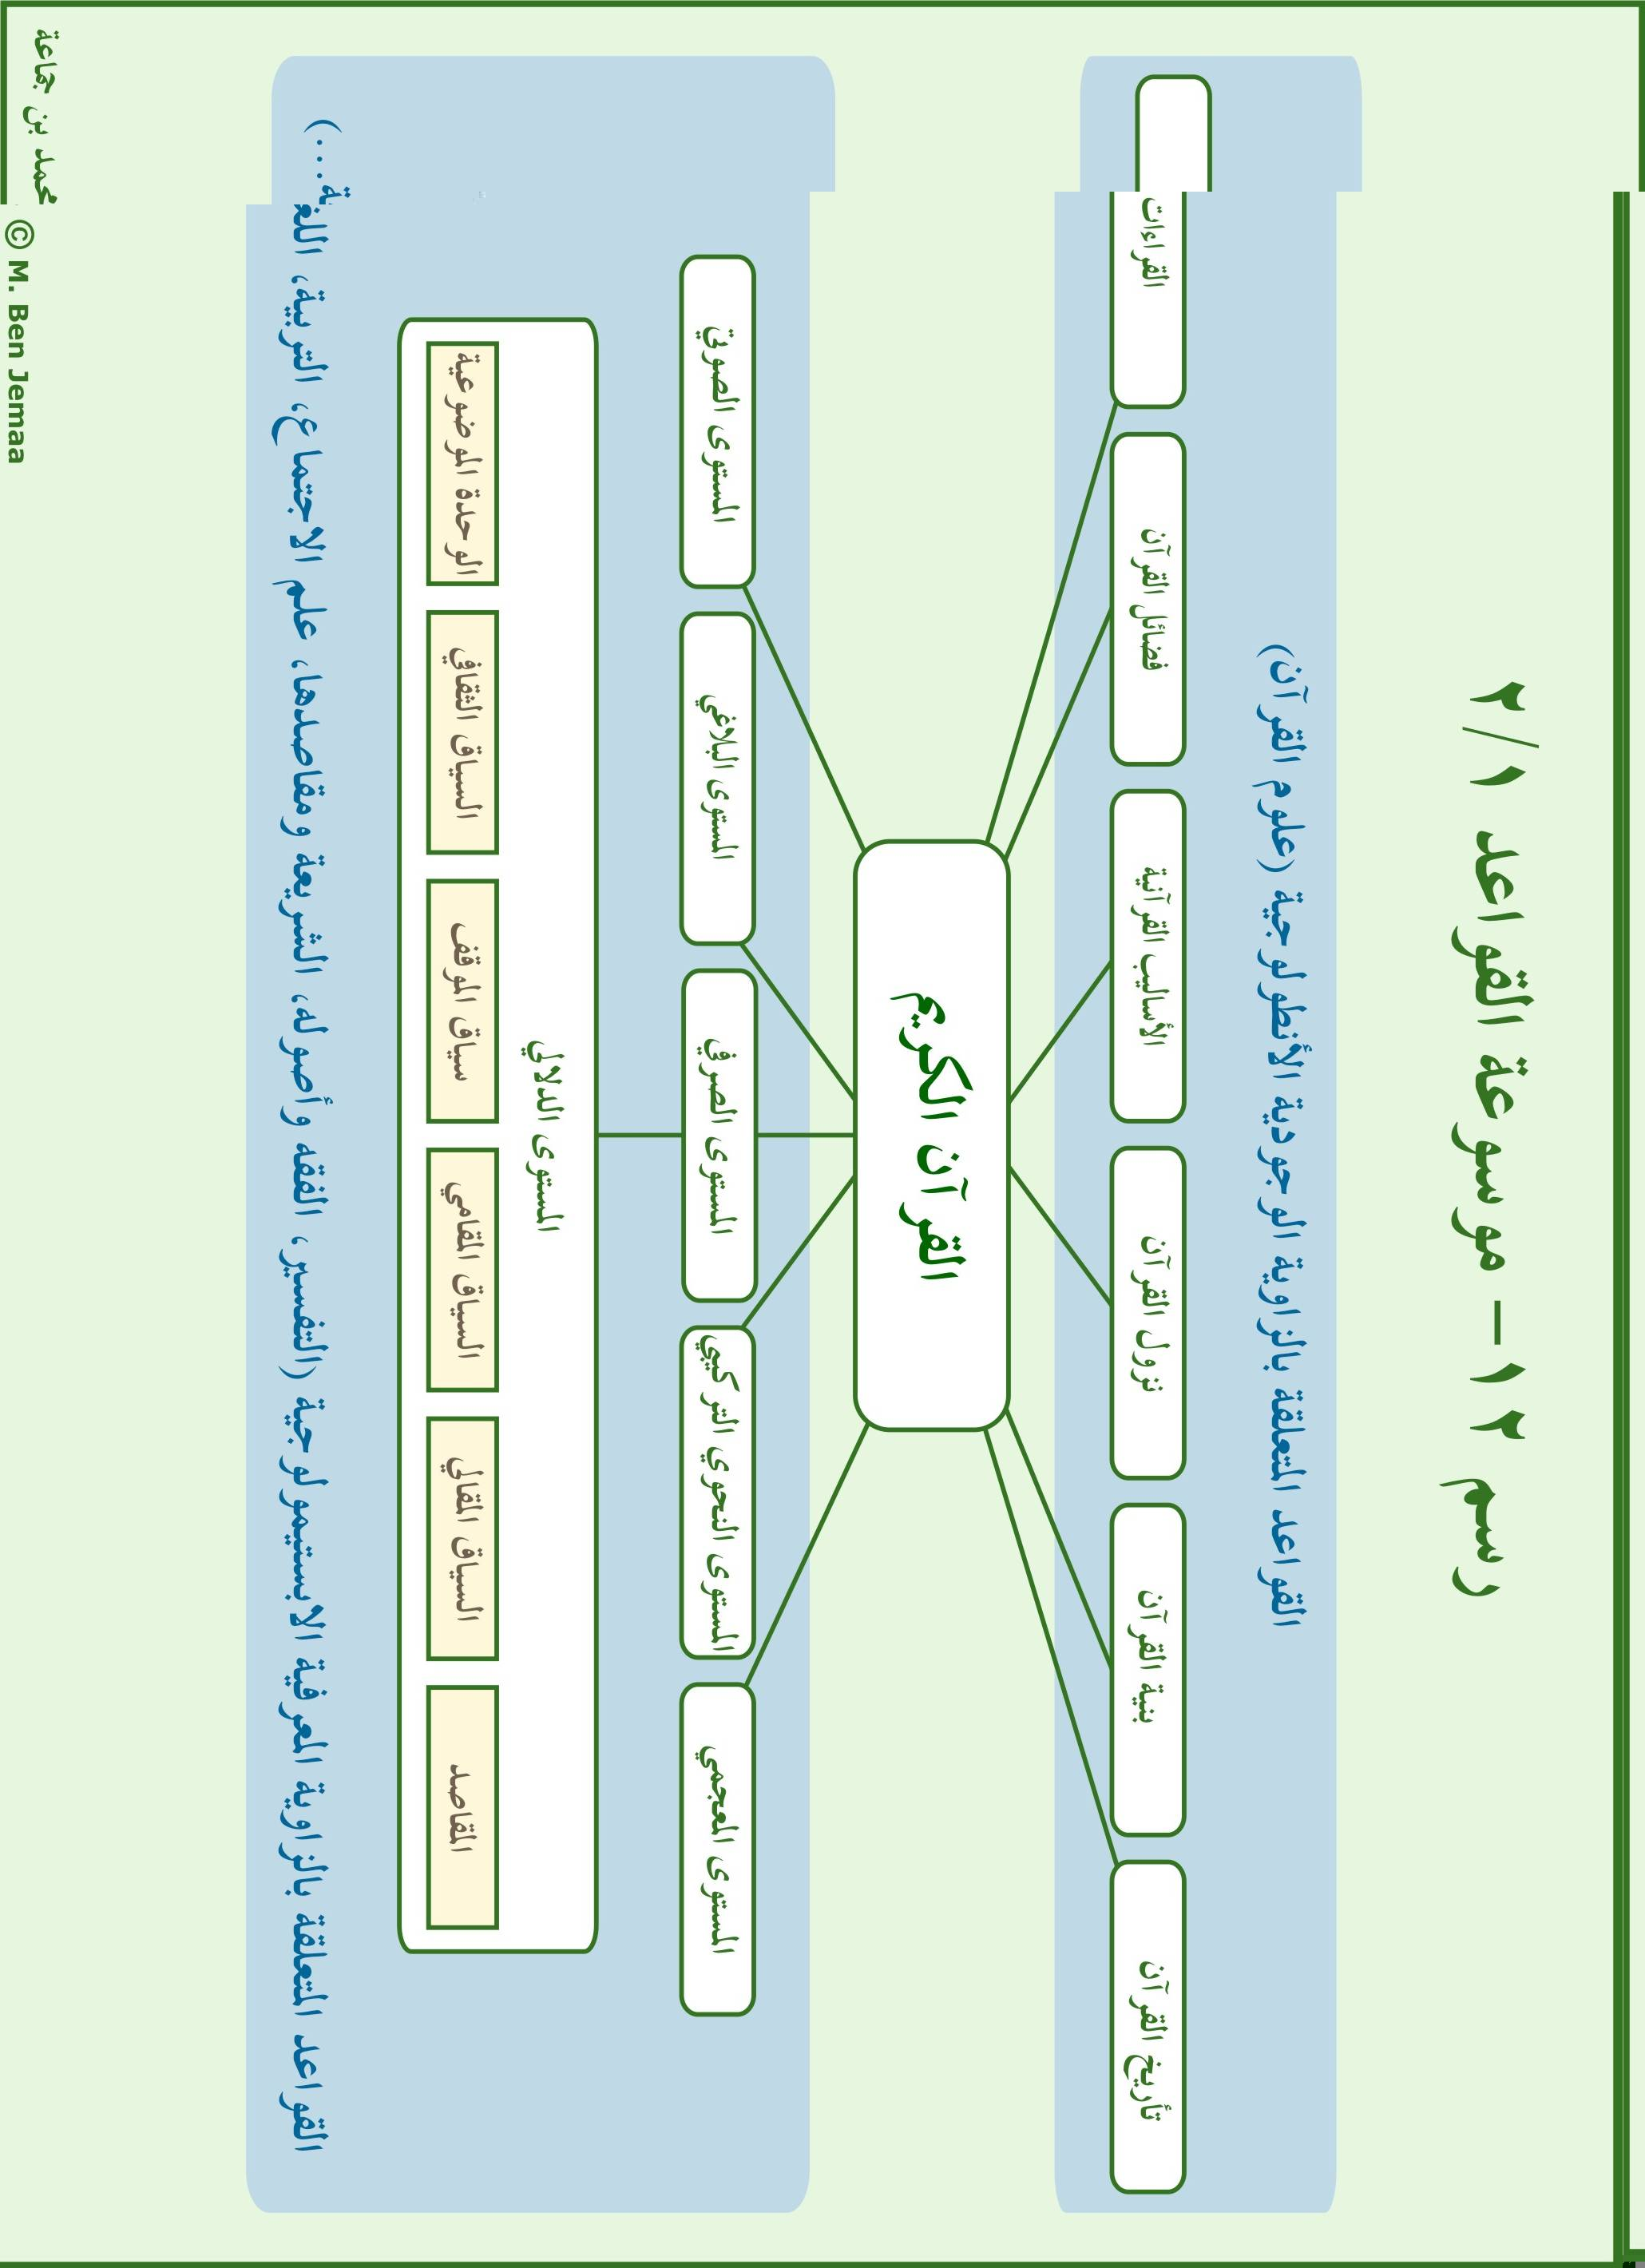 رسم ١٢ – موسوعة القواعد ١/٢
القواعد المتعلقة بالزاوية الوجودية الأنطولوجية (علوم القرآن)
تأريخ القرآن
بنية القرآن
نزول القرآن
الأساليب القرآنية
فضائل القرآن
القراءات
القرآن الكريم
المستوى المعجمي
المستوى النحوي التركيبي
المستوى الصرفي
المستوى البلاغي
المستوى الصوتي
المستوى الدلالي
المقاصد
السياق المقالي
السياق المقامي
سياق الموقف
السياق الثقافي
الوحدة الموضوعية
القواعد المتعلقة بالزاوية المعرفية الابستيمولوجية (التفسير، الفقه وأصوله، الشريعة ومقاصدها، علم الاجتماع، التربية، اللغة...)
محمد بن جماعة
© M. Ben Jemaa